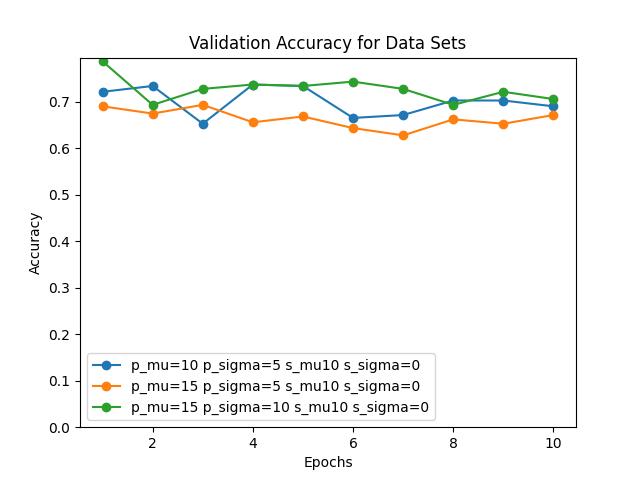 Validation Accuracy for Data Sets
Accuracy
0.7
0.6
0.5
0.4
0.3
0.2
0.1
0.0
p_mu=10 p_sigma=5 s_mu10 s_sigma=0
p_mu=15 p_sigma=5 s_mu10 s_sigma=0
p_mu=15 p_sigma=10 s_mu10 s_sigma=0
2 4 6 8 10
Epochs